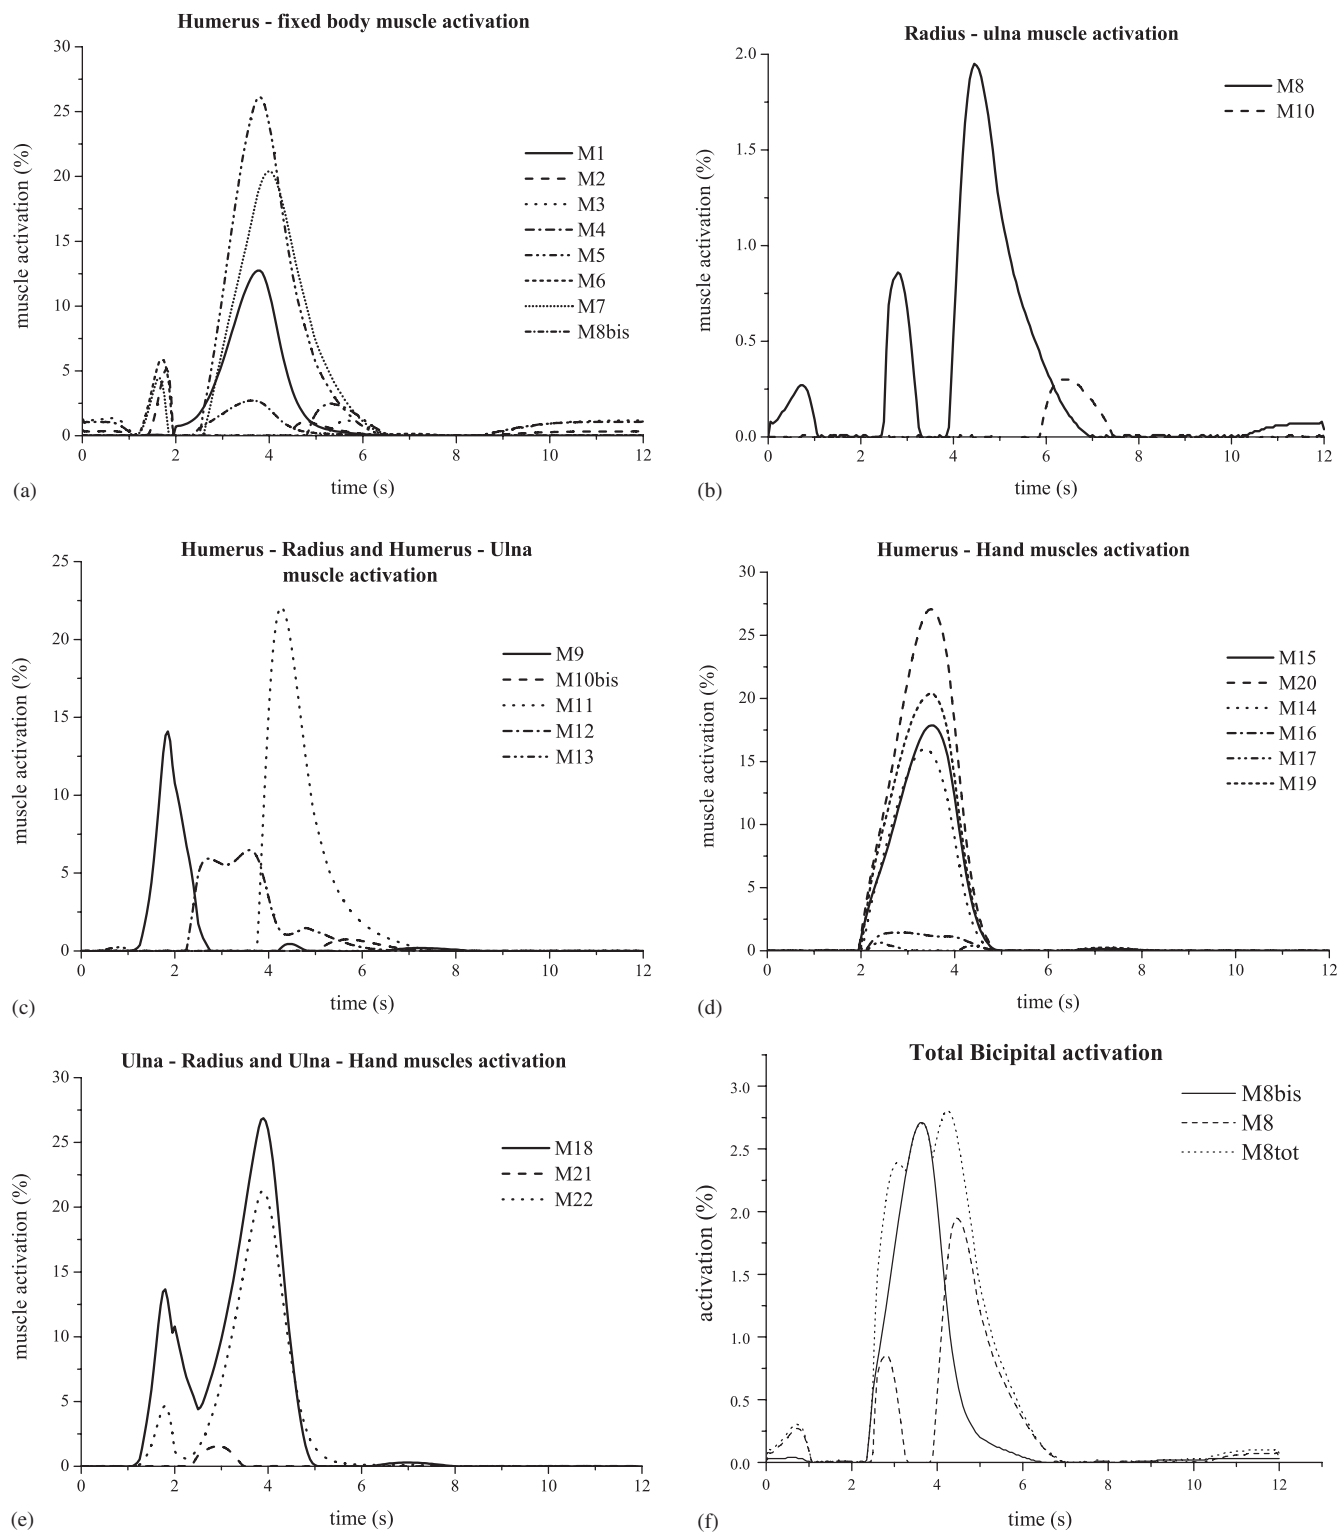 Humerus - fixed body muscle activation
30
25
20
15
10
5
0
muscle activation (%)
M1
M2
M3
M4
M5
M6
M7
M8bis
0 2 4 6 8 10 12
time (s)
(a)
Radius - ulna muscle activation
2.0
1.5
1.0
0.5
0.0
muscle activation (%)
M8
M10
0 2 4 6 8 10 12
time (s)
(b)
Humerus - Radius and Humerus - Ulna
muscle activation
25
20
15
10
5
0
muscle activation (%)
M9
M10bis
M11
M12
M13
0 2 4 6 8 10 12
time (s)
(c)
Humerus - Hand muscles activation
30
25
20
15
10
5
0
muscle activation (%)
M15
M20
M14
M16
M17
M19
0 2 4 6 8 10 12
time (s)
(d)
Ulna - Radius and Ulna - Hand muscles activation
30
25
20
15
10
5
0
muscle activation (%)
M18
M21
M22
0 2 4 6 8 10 12
time (s)
(e)
Total Bicipital activation
3.0
2.5
2.0
1.5
1.0
0.5
0.0
activation (%)
M8bis
M8
M8tot
0 2 4 6 8 10 12
time (s)
(f)